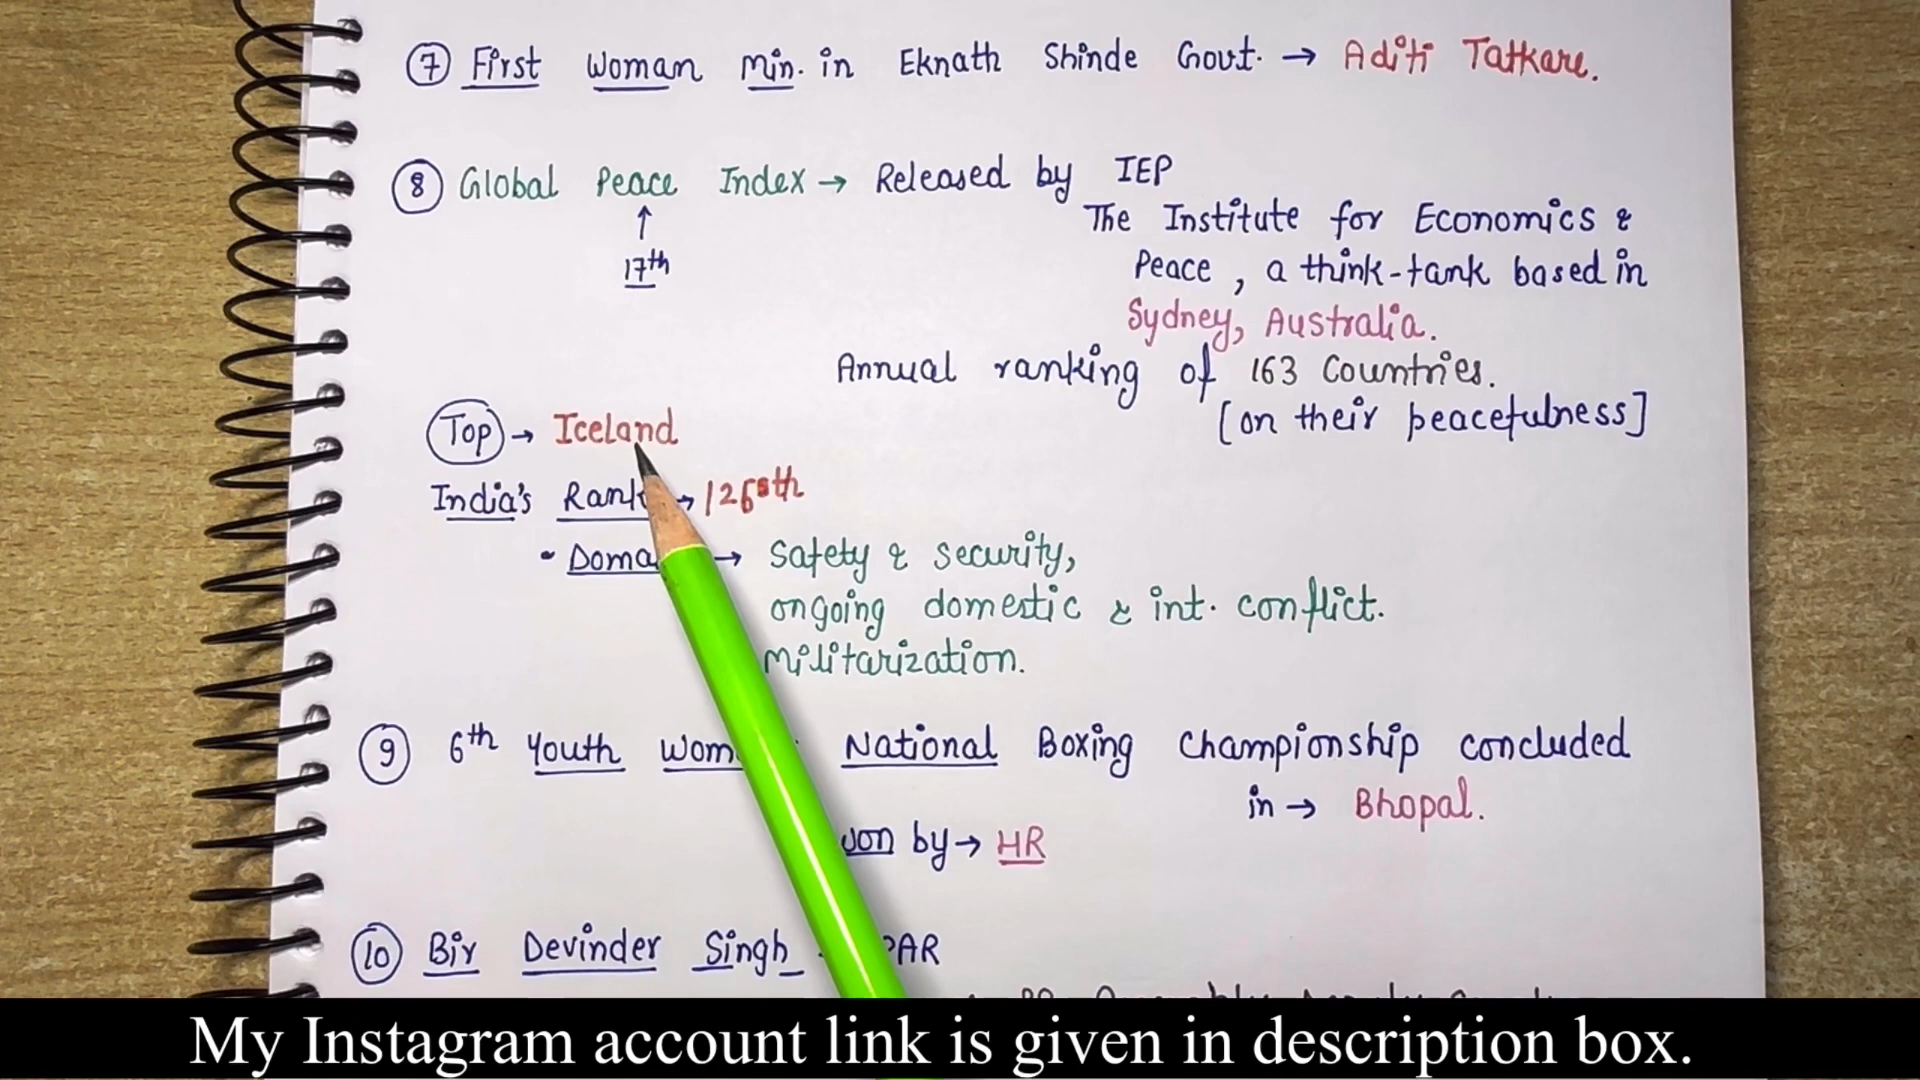 7 First Woman Min. in Eknath Shinde Govt. → Aditi Tatkare.
8 Global Peace Index → Released by IEP
↑
17th
The Institute for Economics &
Peace, a think-tank based in
Sydney, Australia.
Annual ranking of 163 Countries.
[on their peacefulness]
Top → Iceland
India's Rank → 126th
• Doma → Safety & security,
ongoing domestic & int. conflict.
militarization.
9 6th Youth Wom National Boxing Championship concluded
in → Bhopal.
won by → HR
10 Bir Devinder Singh PAR
My Instagram account link is given in description box.